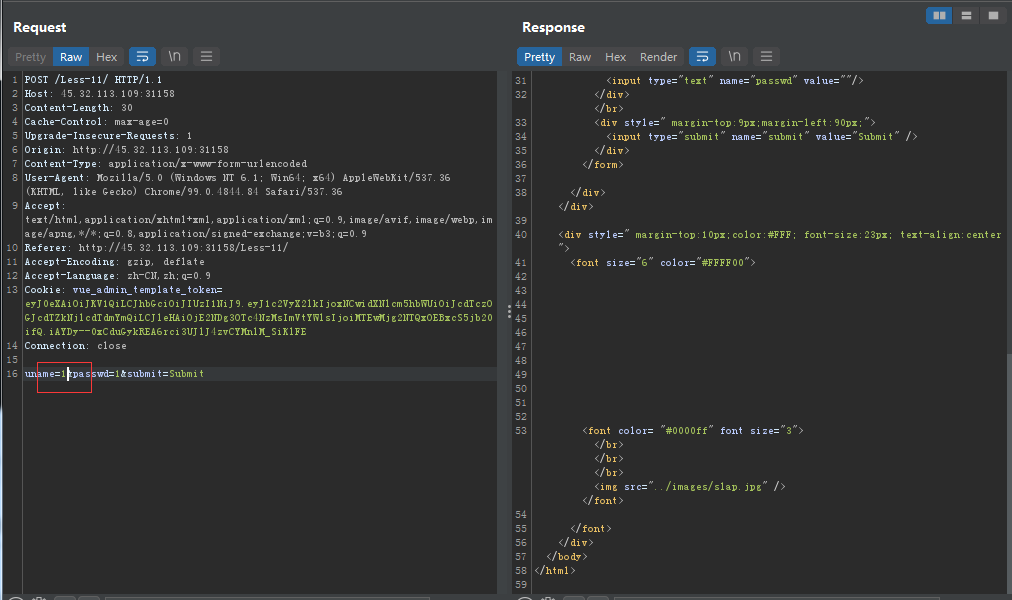 Request
Pretty Raw Hex \n
1 POST /Less-11/ HTTP/1.1
2 Host: 45.32.113.109:31158
3 Content-Length: 30
4 Cache-Control: max-age=0
5 Upgrade-Insecure-Requests: 1
6 Origin: http://45.32.113.109:31158
7 Content-Type: application/x-www-form-urlencoded
8 User-Agent: Mozilla/5.0 (Windows NT 6.1; Win64; x64) AppleWebKit/537.36
(KHTML, like Gecko) Chrome/99.0.4844.84 Safari/537.36
9 Accept:
text/html,application/xhtml+xml,application/xml;q=0.9,image/avif,image/webp,im
age/apng,*/*;q=0.8,application/signed-exchange;v=b3;q=0.9
10 Referer: http://45.32.113.109:31158/Less-11/
11 Accept-Encoding: gzip, deflate
12 Accept-Language: zh-CN,zh;q=0.9
13 Cookie: vue_admin_template_token=
14 Connection: close
15
16 uname=1&passwd=1&submit=Submit
Response
Pretty Raw Hex Render \n
31 <input type="text" name="passwd" value=""/>
32 </div>
</br>
33 <div style=" margin-top:9px;margin-left:90px;">
34 <input type="submit" name="submit" value="Submit" />
35 </div>
36 </form>
37
38 </div>
</div>
39
40 <div style=" margin-top:10px;color:#FFF; font-size:23px; text-align:center
">
41 <font size="6" color="#FFFF00">
42
43
44
45
46
47
48
49
50
51
52
53 <font color= "#0000ff" font size="3">
</br>
</br>
</br>
<img src="../images/slap.jpg" />
</font>
54
55 </font>
56 </div>
57 </body>
58 </html>
59